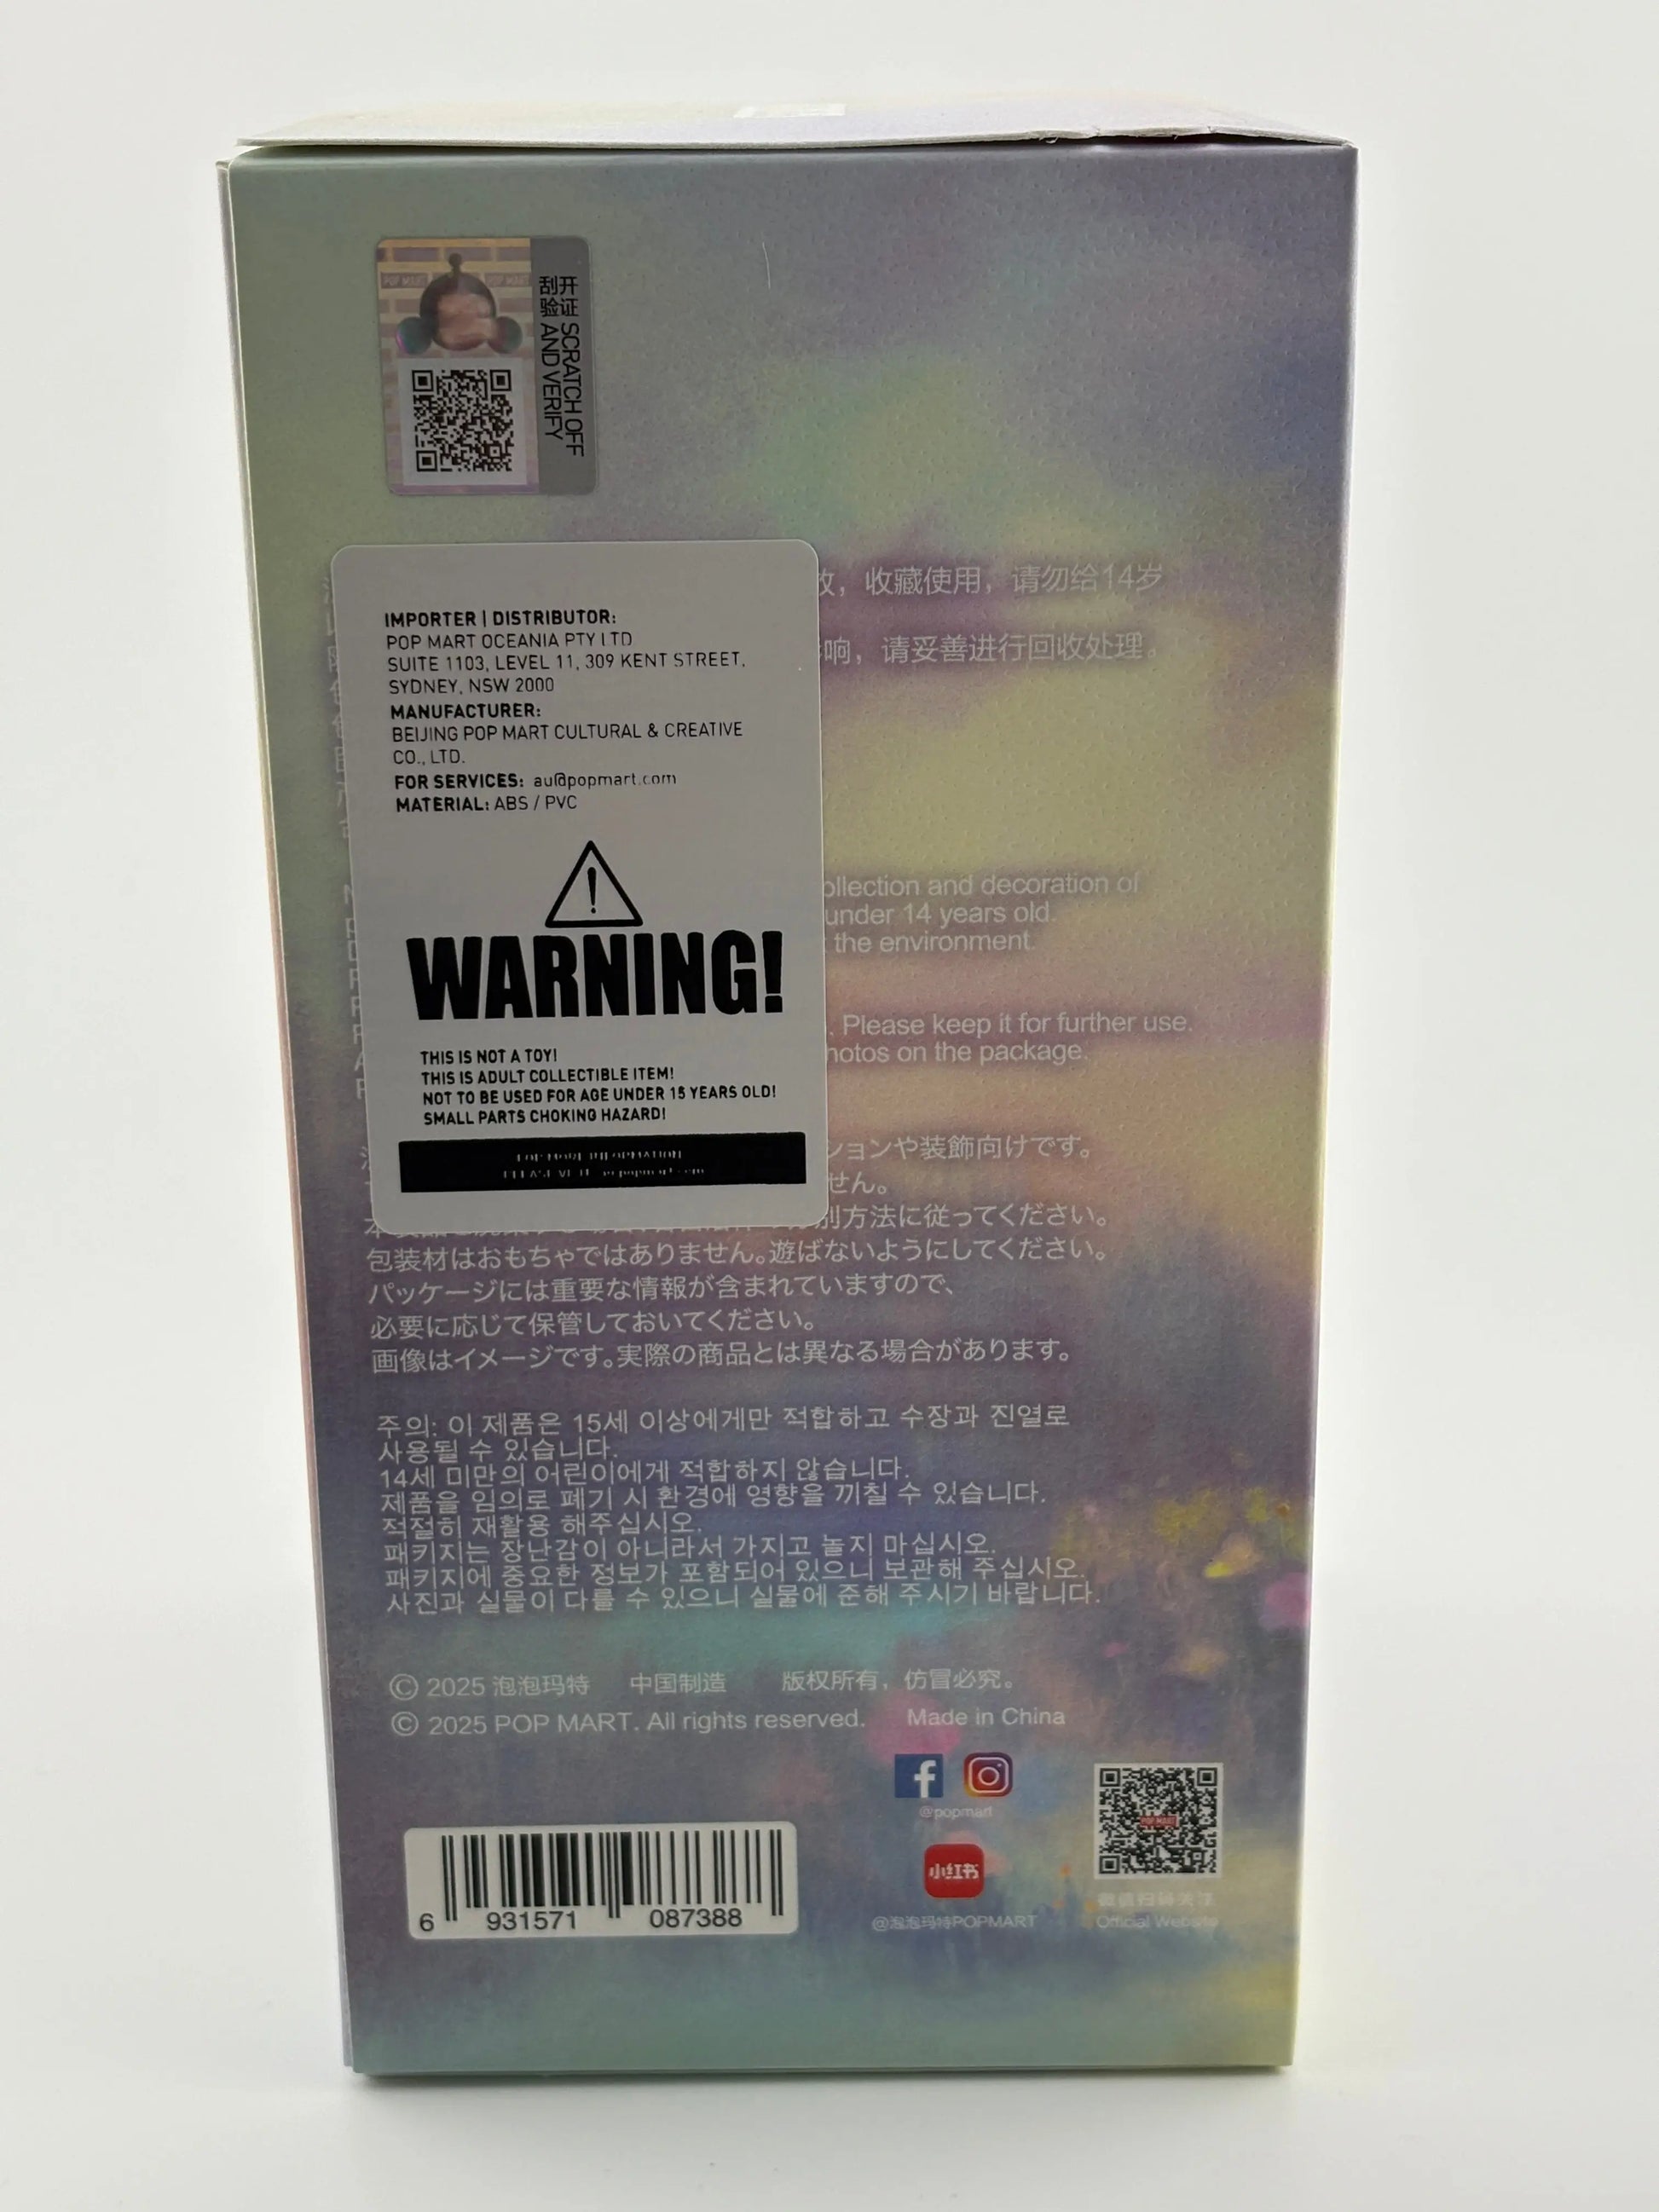 POP MART POP MART
开
刮
证 SCRATCH OFF
验 AND VERIFY
IMPORTER | DISTRIBUTOR:
POP MART OCEANIA PTY LTD
SUITE 1103, LEVEL 11, 309 KENT STREET,
SYDNEY, NSW 2000
MANUFACTURER:
BEIJING POP MART CULTURAL & CREATIVE
CO., LTD.
FOR SERVICES: au@popmart.com
MATERIAL: ABS / PVC
WARNING!
THIS IS NOT A TOY!
THIS IS ADULT COLLECTIBLE ITEM!
NOT TO BE USED FOR AGE UNDER 15 YEARS OLD!
SMALL PARTS CHOKING HAZARD!
FOR MORE INFORMATION
，收藏使用，请勿给14岁
响，请妥善进行回收处理。
ollection and decoration of
under 14 years old.
the environment.
. Please keep it for further use.
hotos on the package.
ションや装飾向けです。
せん。
別方法に従ってください。
包装材はおもちゃではありません。遊ばないようにしてください。
パッケージには重要な情報が含まれていますので、
必要に応じて保管しておいてください。
画像はイメージです。実際の商品とは異なる場合があります。
주의: 이 제품은 15세 이상에게만 적합하고 수장과 진열로
사용될 수 있습니다.
14세 미만의 어린이에게 적합하지 않습니다.
제품을 임의로 폐기 시 환경에 영향을 끼칠 수 있습니다.
적절히 재활용 해주십시오.
패키지는 장난감이 아니라서 가지고 놀지 마십시오.
패키지에 중요한 정보가 포함되어 있으니 보관해 주십시오.
사진과 실물이 다를 수 있으니 실물에 준해 주시기 바랍니다.
© 2025 泡泡玛特 中国制造 版权所有，仿冒必究。
© 2025 POP MART. All rights reserved. Made in China
@popmart
小红书
@泡泡玛特POPMART
POP MART
微信扫码关注
Official Website
6 931571 087388